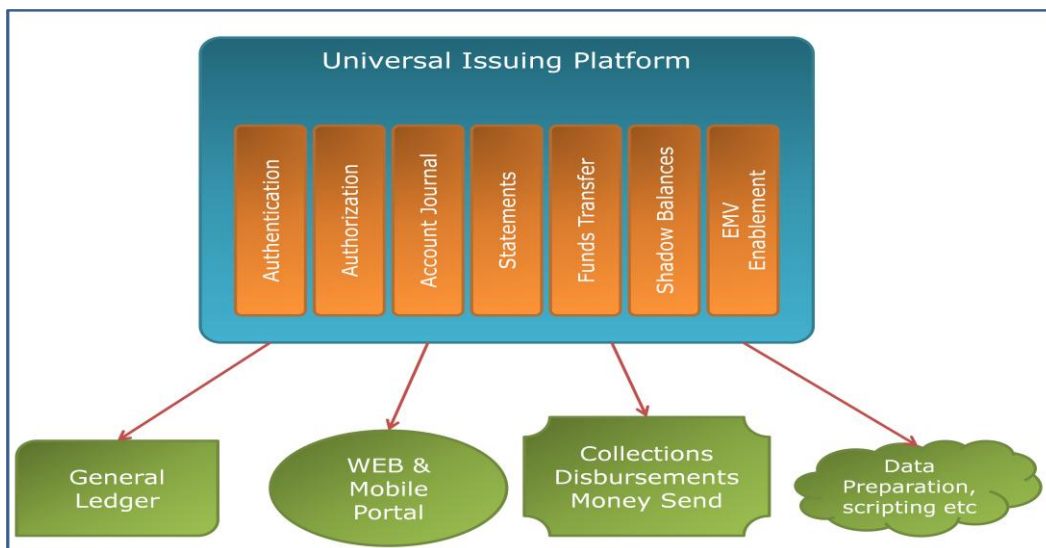 Universal Issuing Platform
Authentication
Authorization
Account Journal
Statements
Funds Transfer
Shadow Balances
EMV
Enablement
General
Ledger
WEB &
Mobile
Portal
Collections
Disbursements
Money Send
Data
Preparation,
scripting etc